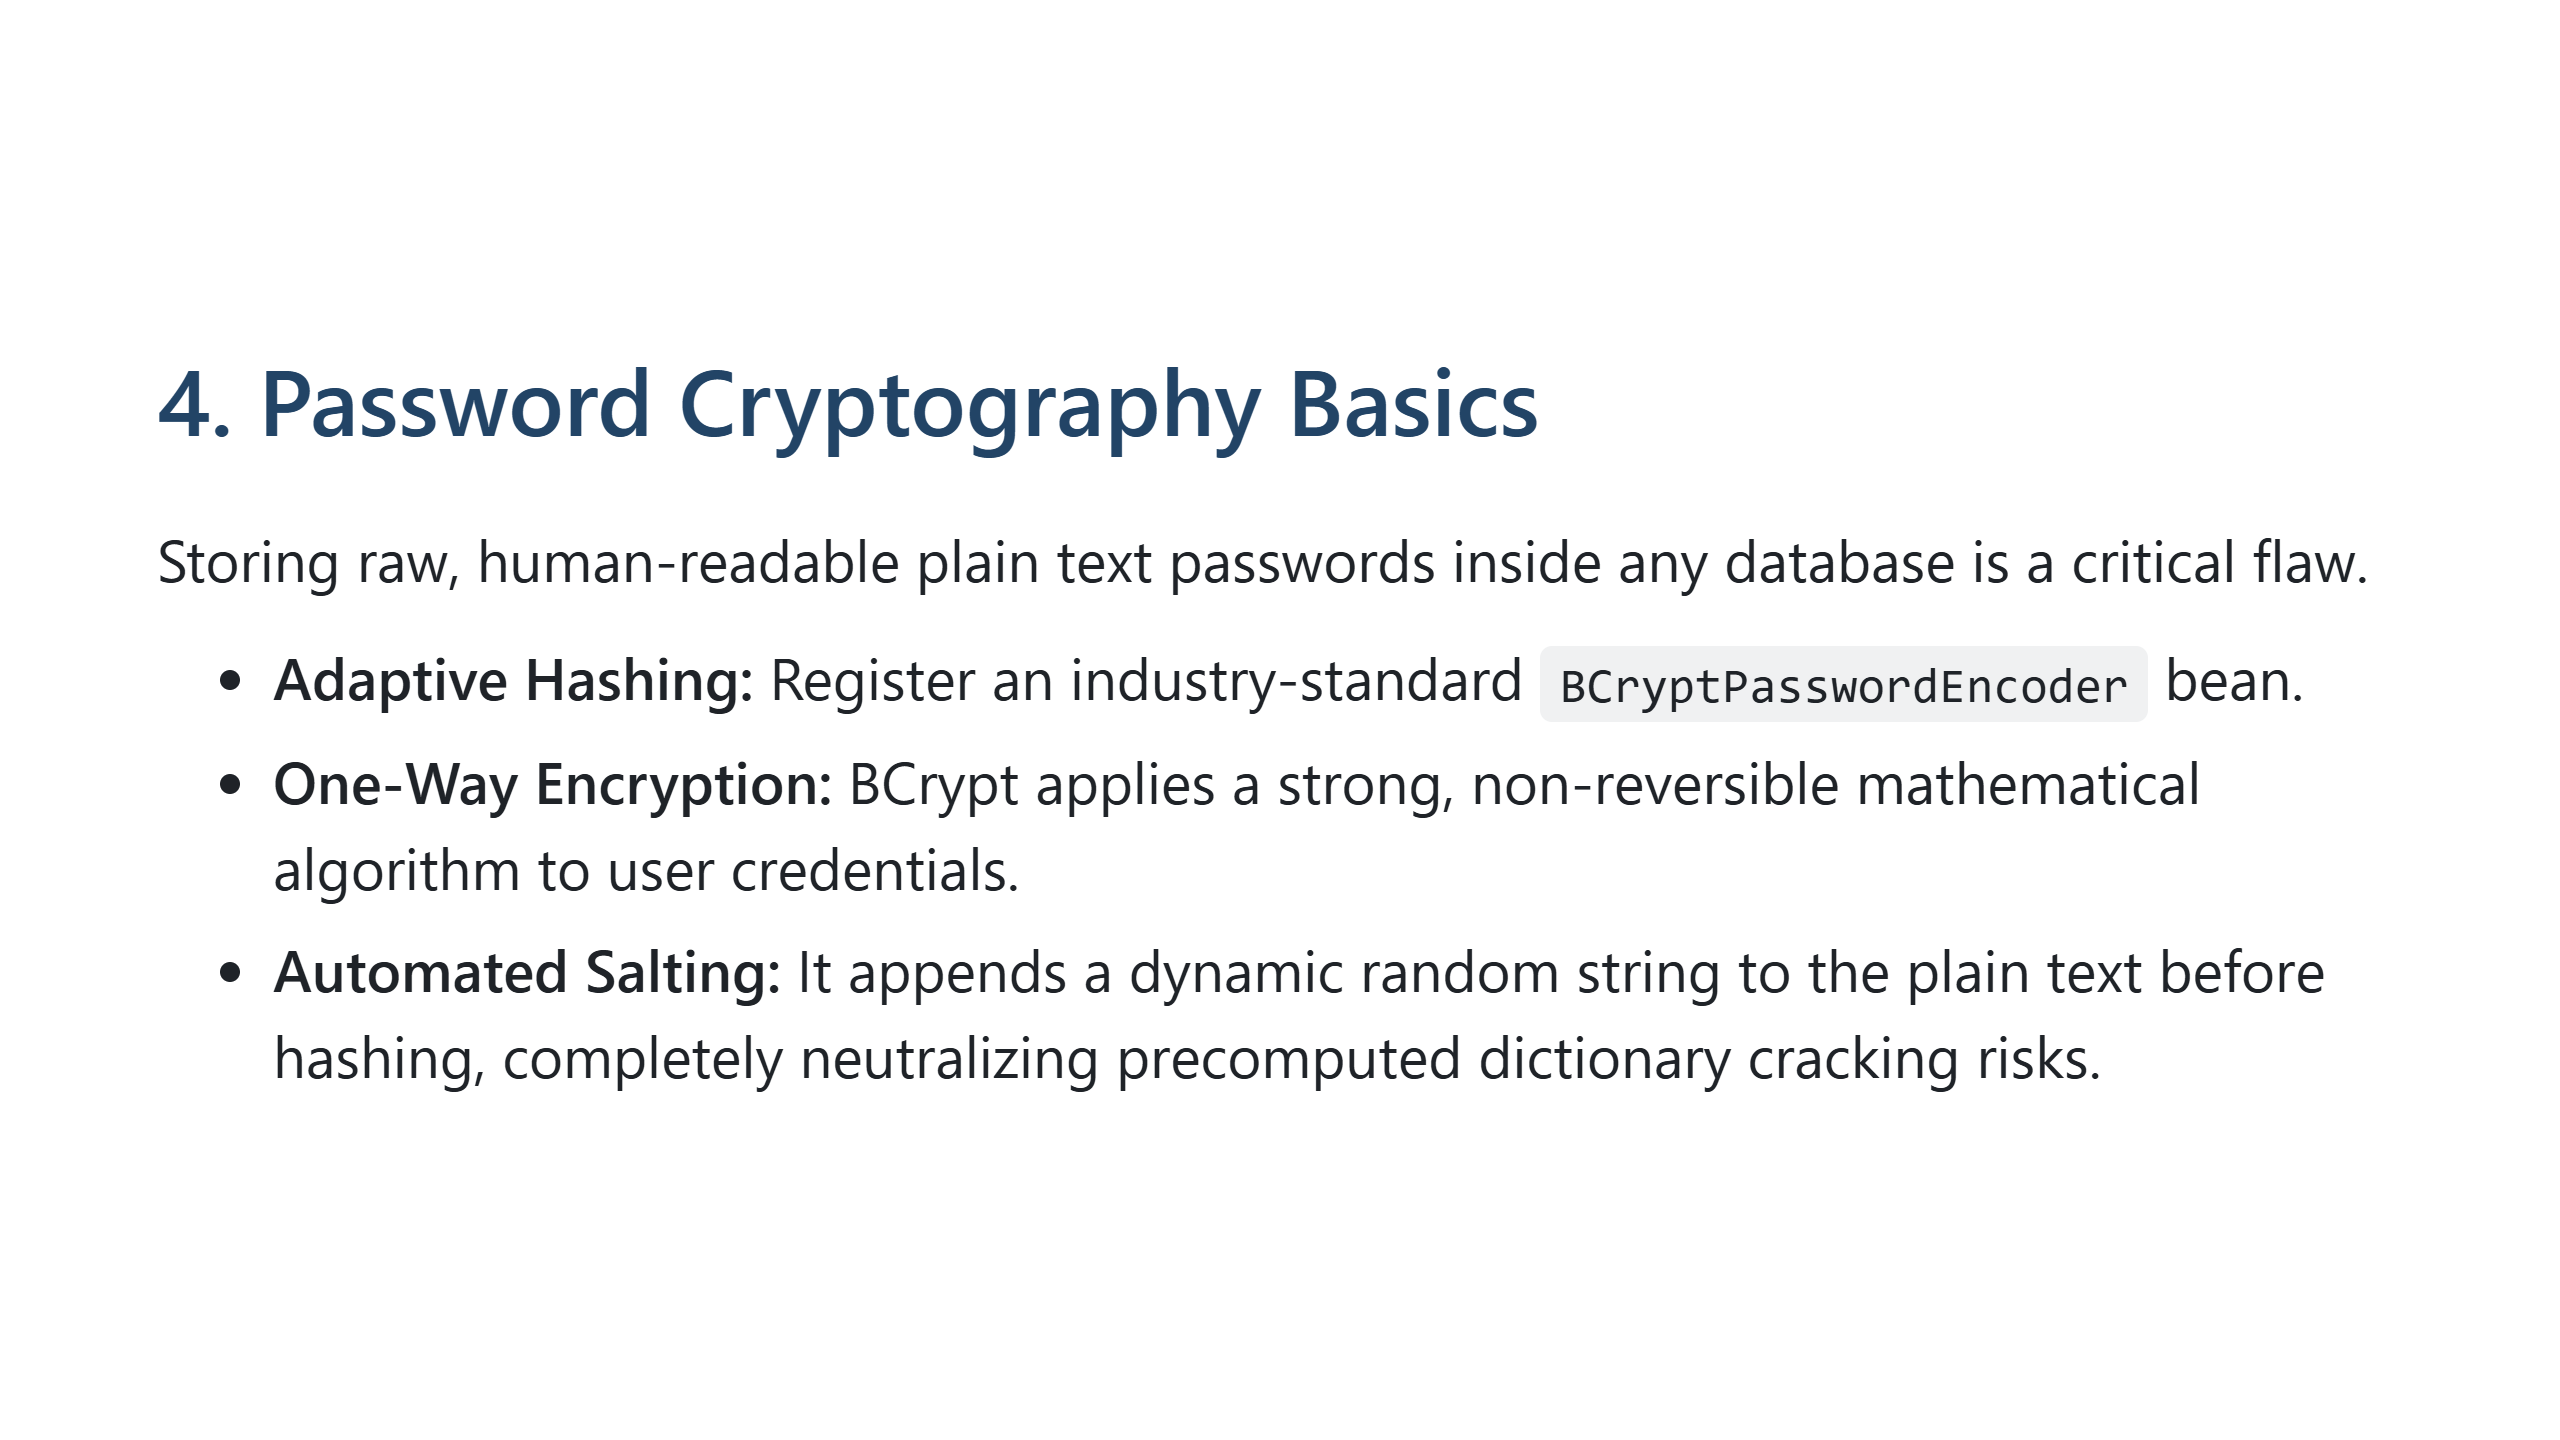 4. Password Cryptography Basics
Storing raw, human-readable plain text passwords inside any database is a critical flaw.
• Adaptive Hashing: Register an industry-standard BCryptPasswordEncoder bean.
• One-Way Encryption: BCrypt applies a strong, non-reversible mathematical
algorithm to user credentials.
• Automated Salting: It appends a dynamic random string to the plain text before
hashing, completely neutralizing precomputed dictionary cracking risks.